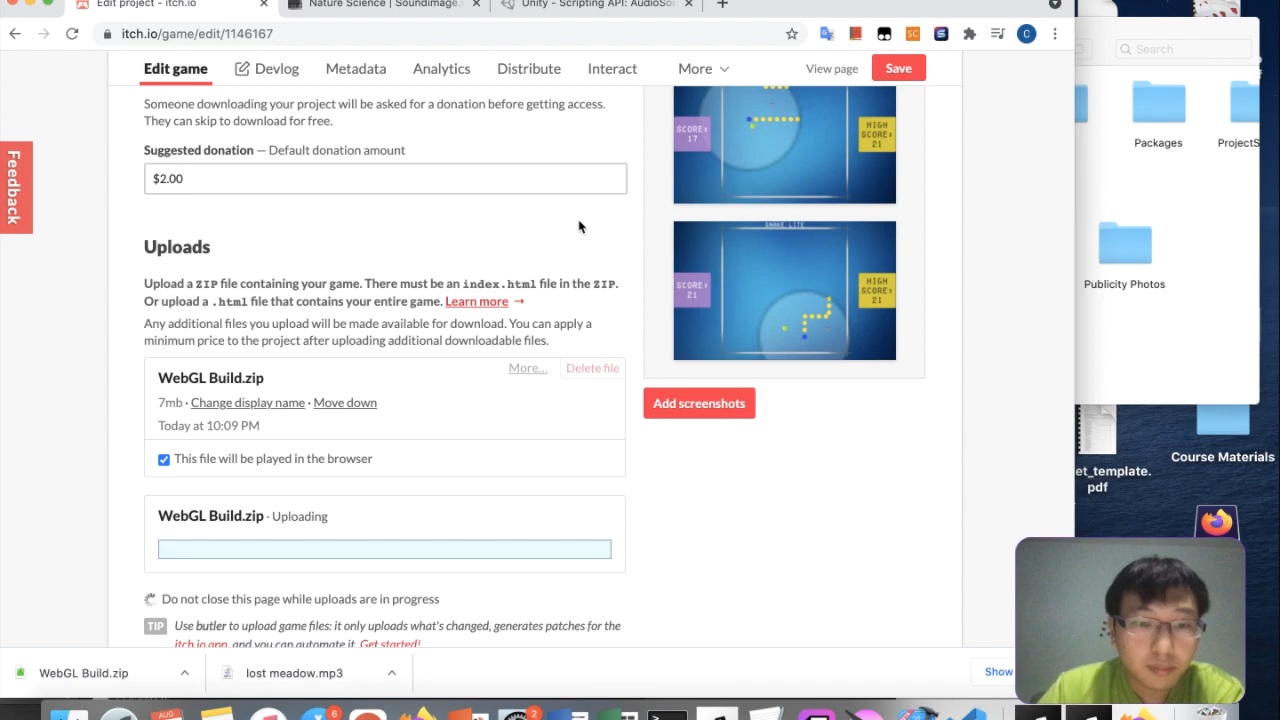 Edit project - itch.io
Nature Science | Soundimage.
Unity - Scripting API: AudioSou
itch.io/game/edit/1146167
Edit game
Devlog
Metadata
Analytics
Distribute
Interact
More
View page
Save
Search
Someone downloading your project will be asked for a donation before getting access.
They can skip to download for free.
Suggested donation — Default donation amount
$2.00
Feedback
Uploads
Upload a ZIP file containing your game. There must be an index.html file in the ZIP.
Or upload a .html file that contains your entire game. Learn more →
Any additional files you upload will be made available for download. You can apply a
minimum price to the project after uploading additional downloadable files.
WebGL Build.zip
More...
Delete file
7mb · Change display name · Move down
Today at 10:09 PM
This file will be played in the browser
WebGL Build.zip - Uploading
Do not close this page while uploads are in progress
TIP
Use butler to upload game files: it only uploads what's changed, generates patches for the
itch.io app, and you can automate it. Get started!
SCORE:
17
HIGH
SCORE:
21
SNAKE LITE
SCORE:
21
HIGH
SCORE:
21
Add screenshots
Packages
ProjectS
Publicity Photos
Course Materials
et_template.
pdf
WebGL Build.zip
lost meadow.mp3
Show
AUG
6
2